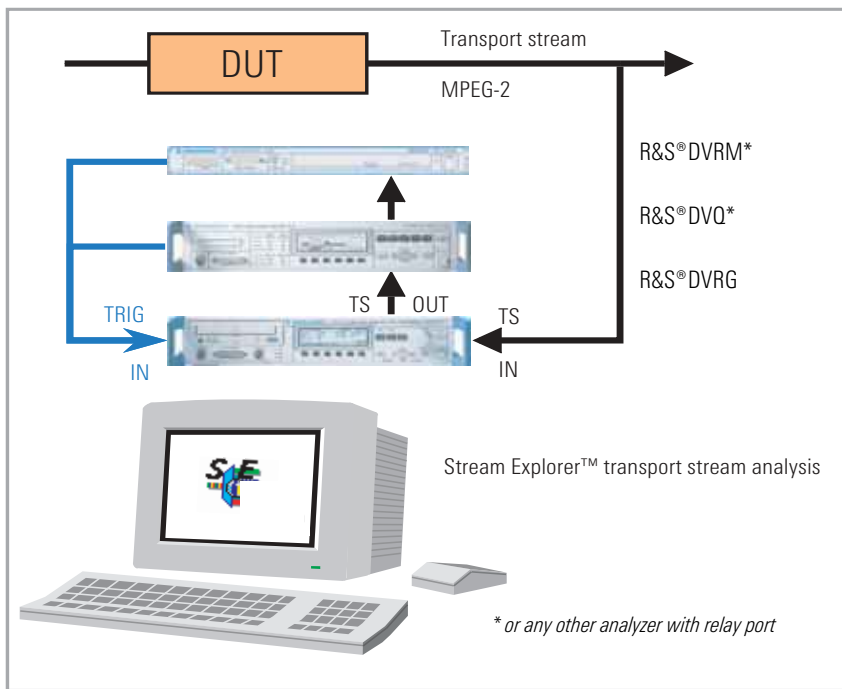 DUT
Transport stream
MPEG-2
R&S®DVRM*
R&S®DVQ*
R&S®DVRG
TS OUT
TRIG
IN
TS
IN
S E
Stream Explorer™ transport stream analysis
* or any other analyzer with relay port